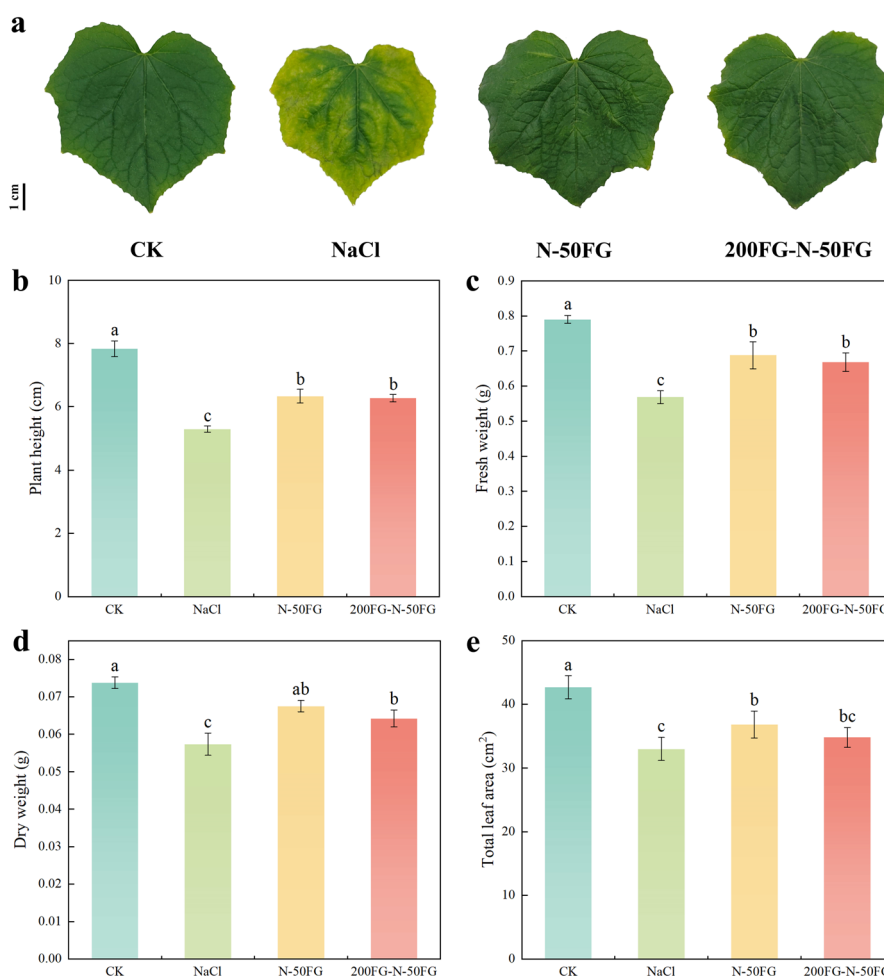 a
1 cm
CK NaCl N-50FG 200FG-N-50FG
b
Plant height (cm)
10
8
6
4
2
0
a
c
b
b
CK NaCl N-50FG 200FG-N-50FG
c
Fresh weight (g)
0.9
0.8
0.7
0.6
0.5
0.4
0.3
0.2
0.1
0.0
a
c
b
b
CK NaCl N-50FG 200FG-N-50FG
d
Dry weight (g)
0.08
0.07
0.06
0.05
0.04
0.03
0.02
0.01
0.00
a
c
ab
b
CK NaCl N-50FG 200FG-N-50FG
e
Total leaf area (cm²)
50
40
30
20
10
0
a
c
b
bc
CK NaCl N-50FG 200FG-N-50FG